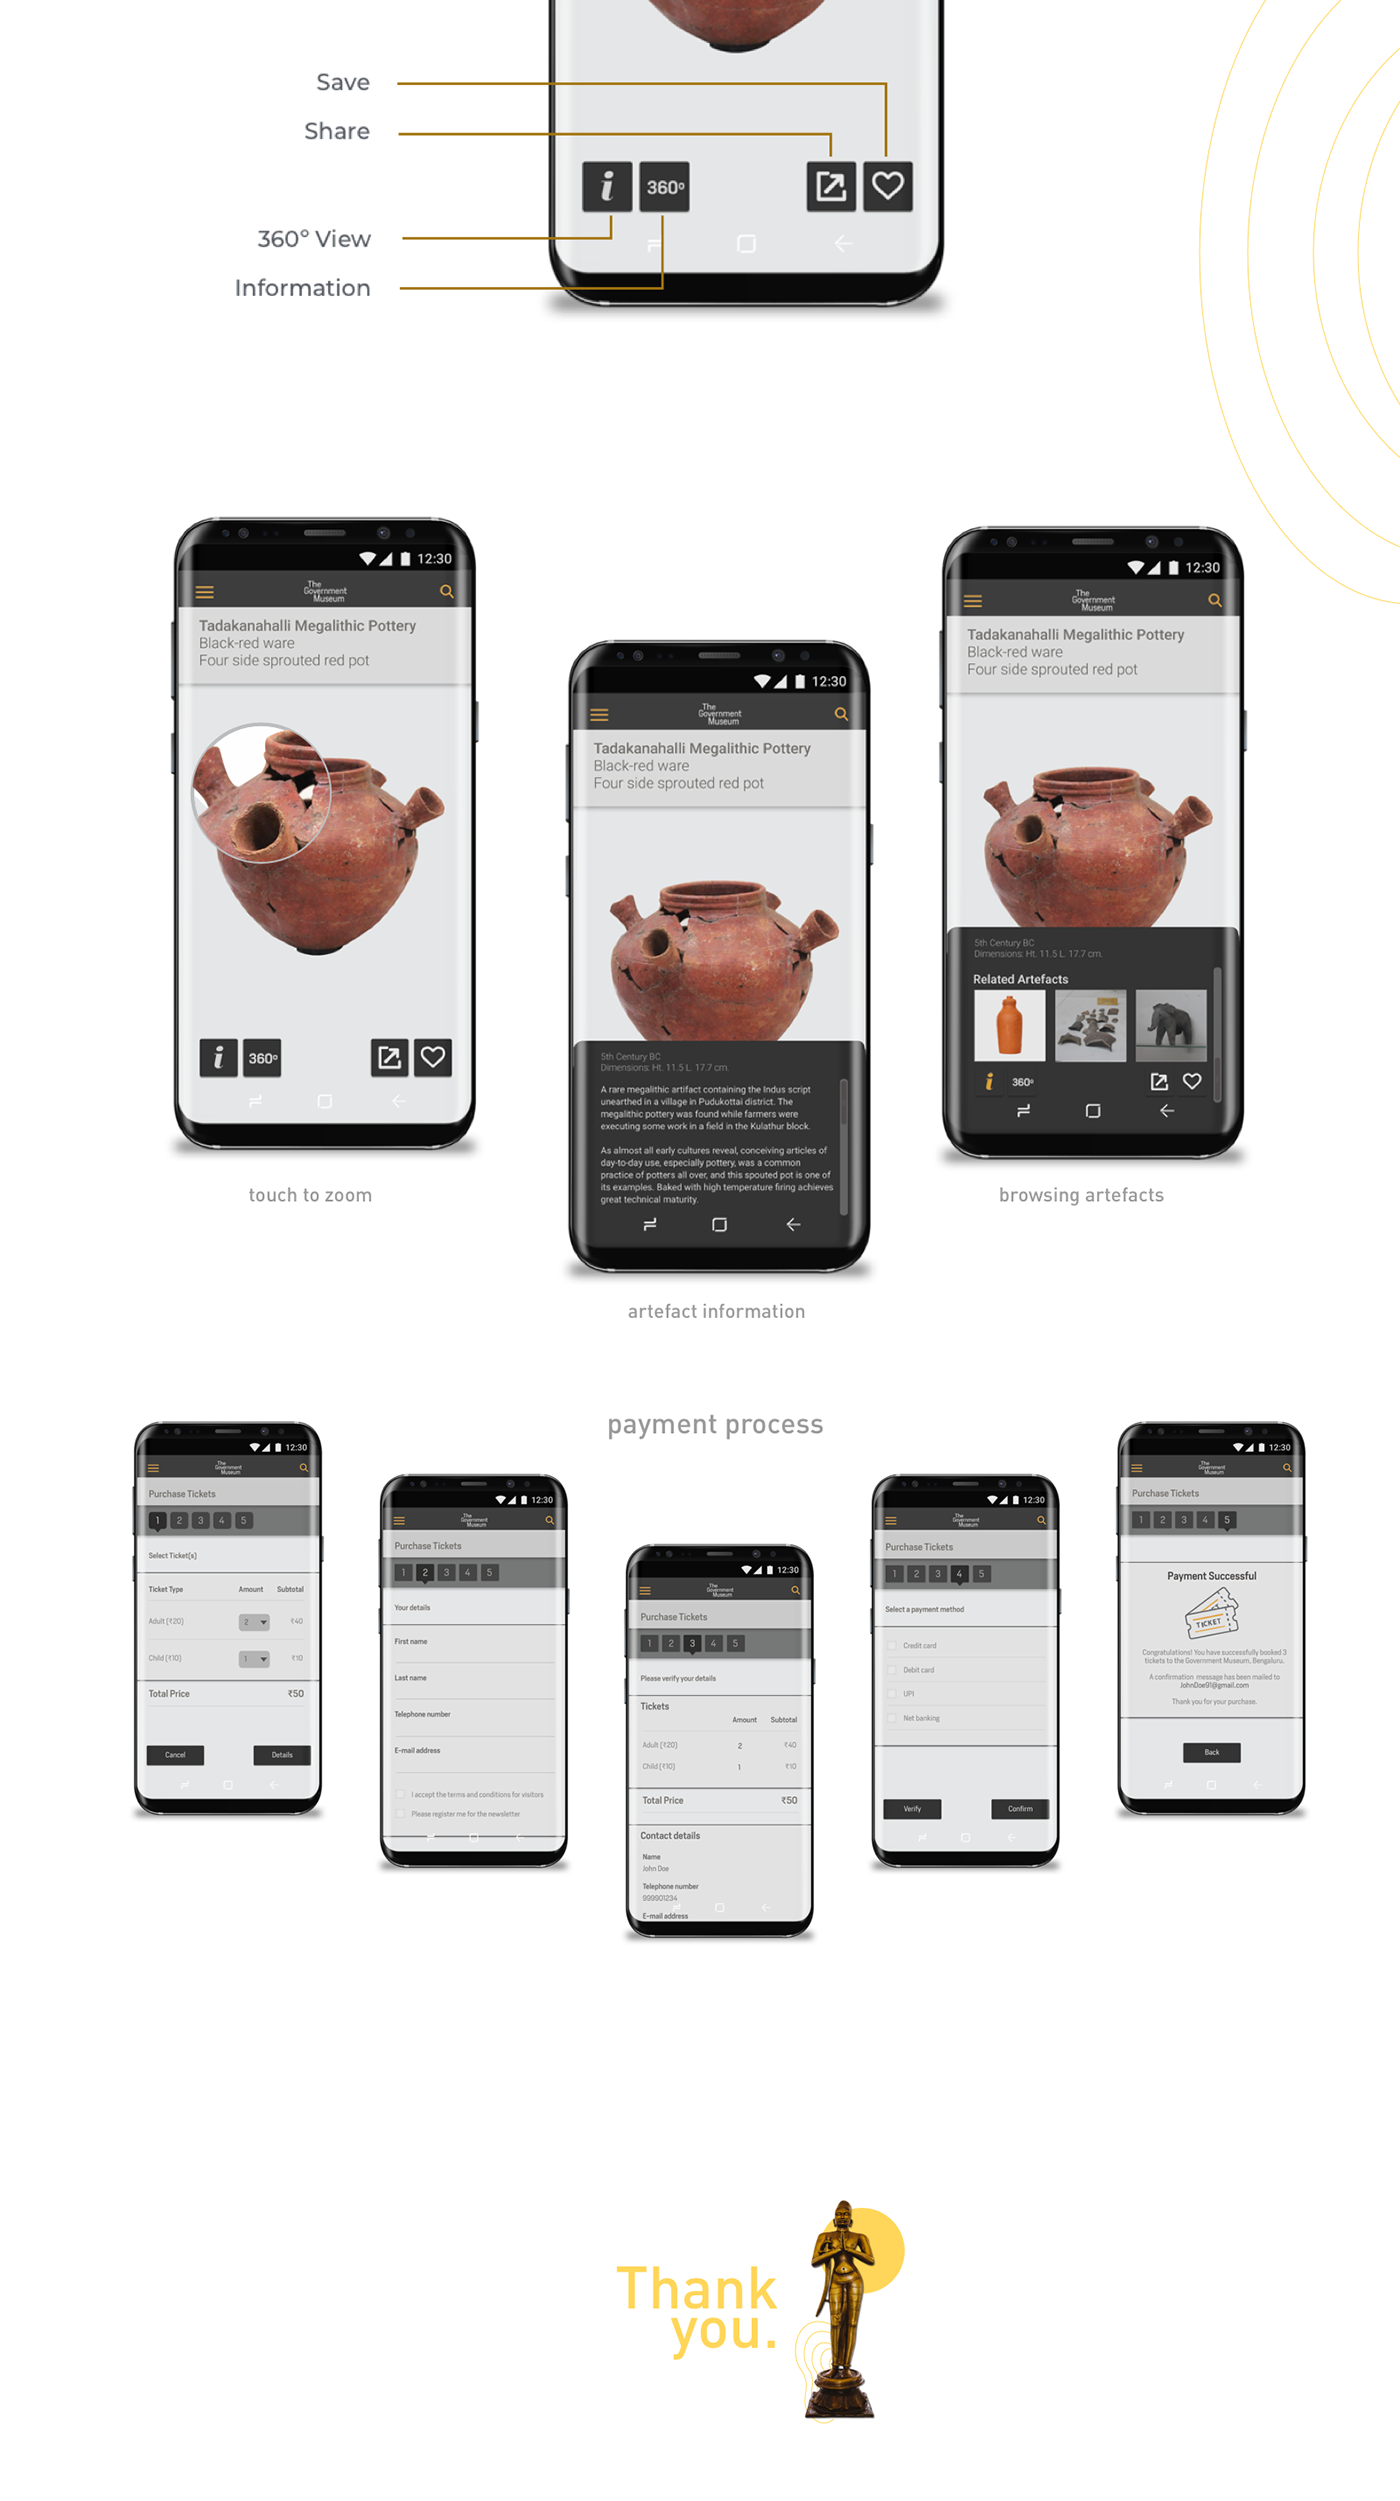 Save
Share
i
360°
360° View
Information
12:30
The
Government
Museum
Tadakanahalli Megalithic Pottery
Black-red ware
Four side sprouted red pot
i
360°
touch to zoom
12:30
The
Government
Museum
Tadakanahalli Megalithic Pottery
Black-red ware
Four side sprouted red pot
5th Century BC
Dimensions: Ht. 11.5 L. 17.7 cm.
A rare megalithic artifact containing the Indus script
unearthed in a village in Pudukottai district. The
megalithic pottery was found while farmers were
executing some work in a field in the Kulathur block.
As almost all early cultures reveal, conceiving articles of
day-to-day use, especially pottery, was a common
practice of potters all over, and this spouted pot is one of
its examples. Baked with high temperature firing achieves
great technical maturity.
artefact information
12:30
The
Government
Museum
Tadakanahalli Megalithic Pottery
Black-red ware
Four side sprouted red pot
5th Century BC
Dimensions: Ht. 11.5 L. 17.7 cm.
Related Artefacts
i
360°
browsing artefacts
payment process
12:30
The
Government
Museum
Purchase Tickets
1 2 3 4 5
Select Ticket(s)
Ticket Type Amount Subtotal
Adult (₹20) 2 ₹40
Child (₹10) 1 ₹10
Total Price ₹50
Cancel Details
12:30
The
Government
Museum
Purchase Tickets
1 2 3 4 5
Your details
First name
Last name
Telephone number
E-mail address
I accept the terms and conditions for visitors
Please register me for the newsletter
12:30
The
Government
Museum
Purchase Tickets
1 2 3 4 5
Please verify your details
Tickets
Amount Subtotal
Adult (₹20) 2 ₹40
Child (₹10) 1 ₹10
Total Price ₹50
Contact details
Name
John Doe
Telephone number
999901234
E-mail address
12:30
The
Government
Museum
Purchase Tickets
1 2 3 4 5
Select a payment method
Credit card
Debit card
UPI
Net banking
Verify Confirm
12:30
The
Government
Museum
Purchase Tickets
1 2 3 4 5
Payment Successful
TICKET
Congratulations! You have successfully booked 3
tickets to the Government Museum, Bengaluru.
A confirmation message has been mailed to
JohnDoe91@gmail.com
Thank you for your purchase.
Back
Thank
you.